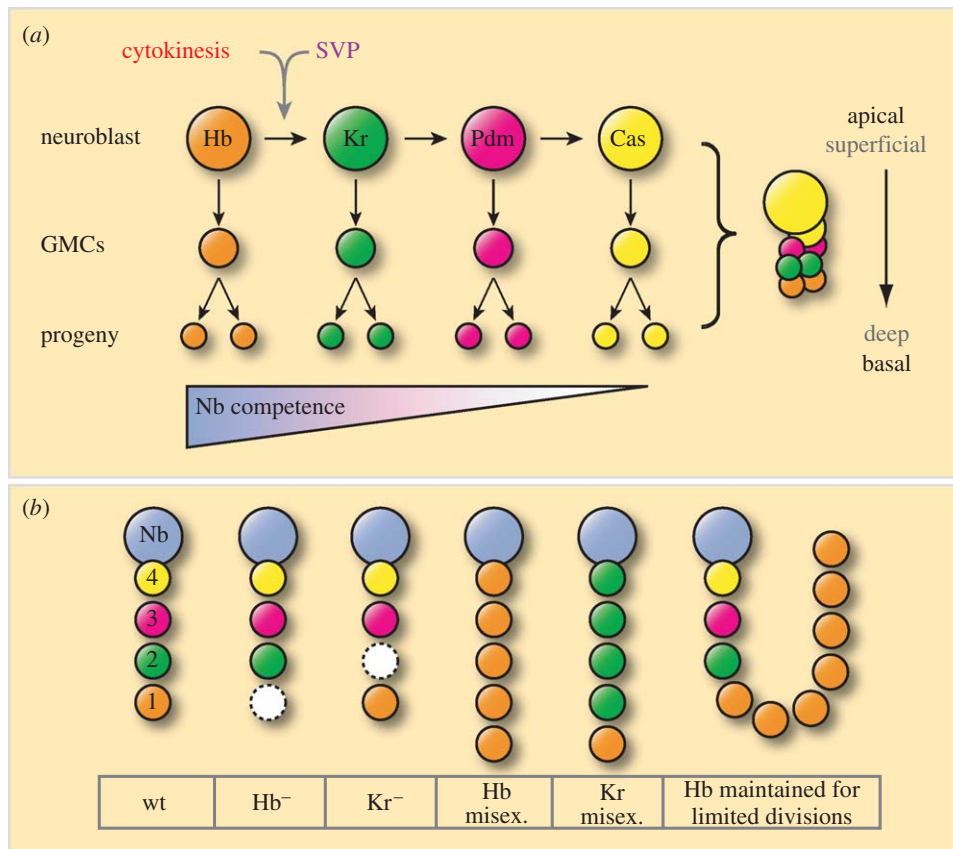 (a)
cytokinesis SVP
neuroblast Hb Kr Pdm Cas
apical
superficial
GMCs
progeny
deep
basal
Nb competence
(b)
Nb
4
3
2
1
wt
Hb⁻
Kr⁻
Hb
misex.
Kr
misex.
Hb maintained for
limited divisions